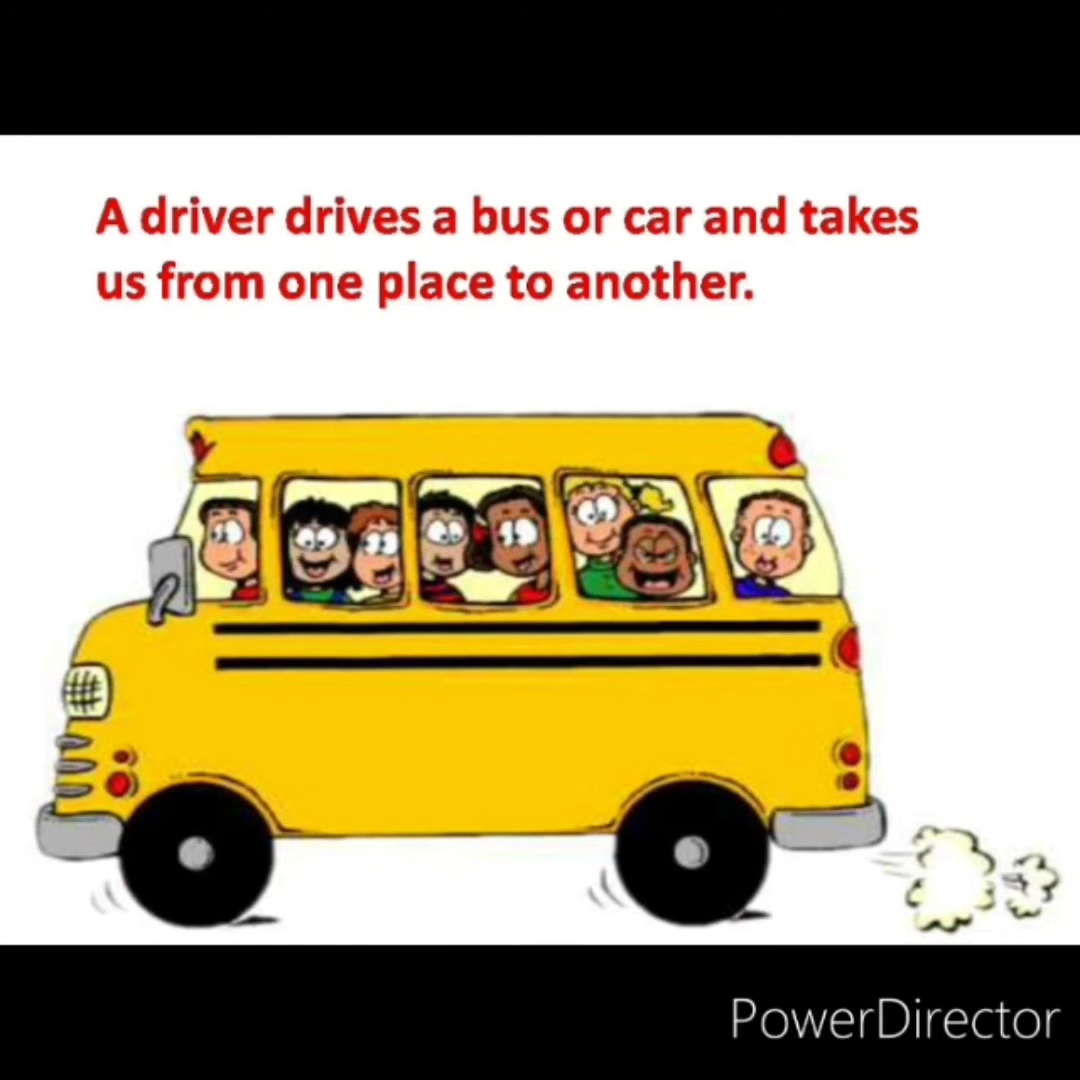 A driver drives a bus or car and takes
us from one place to another.
PowerDirector